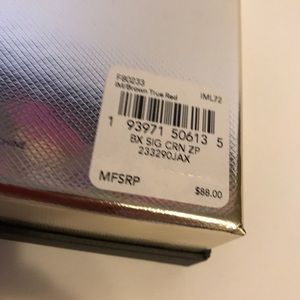 F80233 IML72
IM/Brown True Red
1 93971 50613 5
BX SIG CRN ZP
233290JAX
MFSRP $88.00